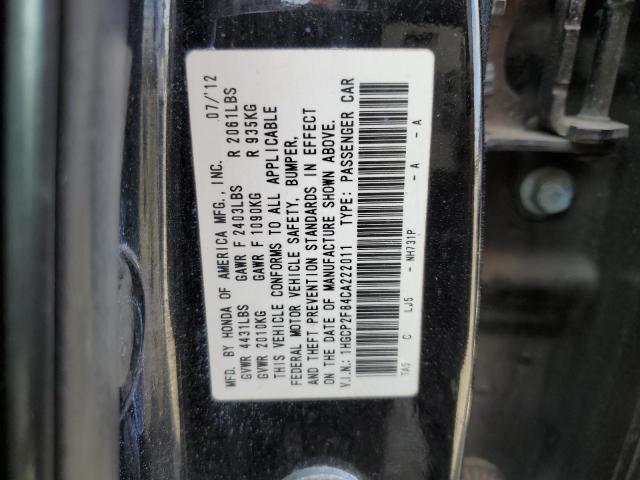 MFD. BY HONDA OF AMERICA MFG., INC. 07/'12
GVWR 4431LBS GAWR F 2403LBS R 2061LBS
GVWR 2010KG GAWR F 1090KG R 935KG
THIS VEHICLE CONFORMS TO ALL APPLICABLE
FEDERAL MOTOR VEHICLE SAFETY, BUMPER,
AND THEFT PREVENTION STANDARDS IN EFFECT
ON THE DATE OF MANUFACTURE SHOWN ABOVE.
V.I.N.: 1HGCP2F84CA222011 TYPE: PASSENGER CAR
TA5 C LJ5 - NH731P - A - A